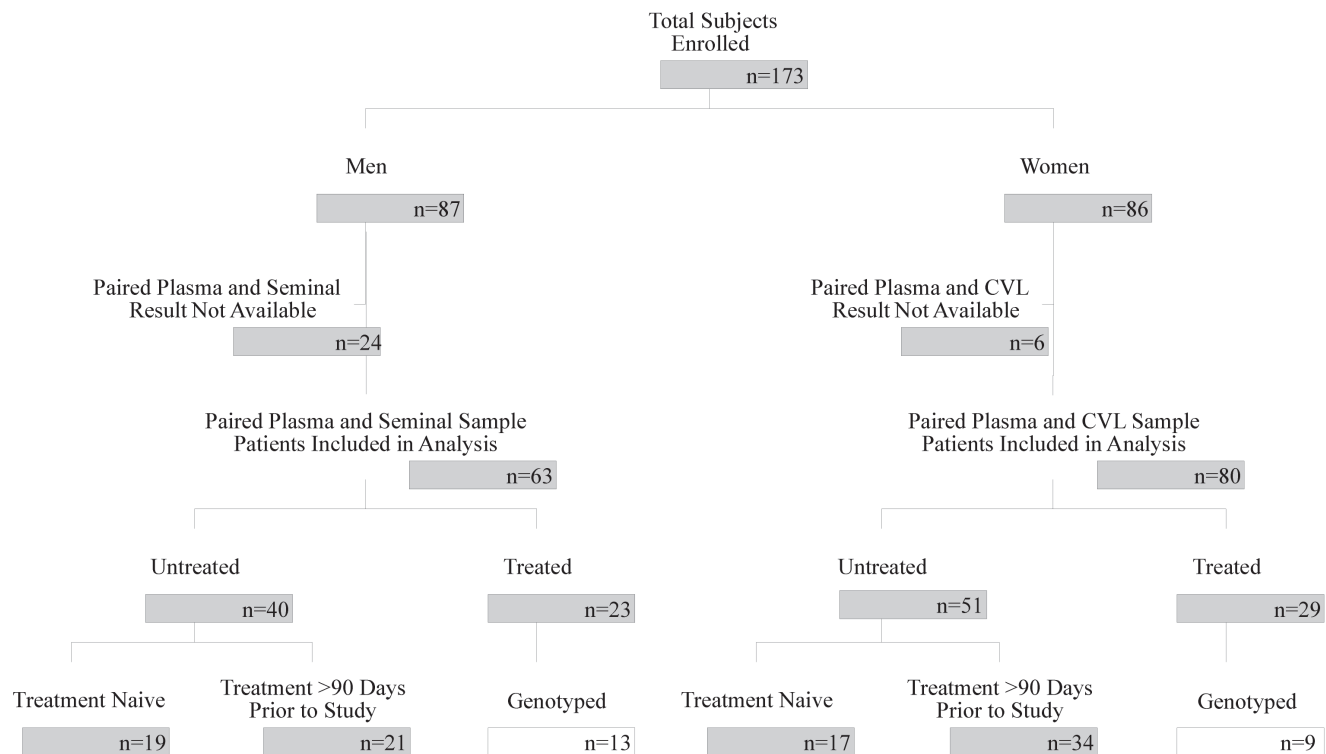 Total Subjects
Enrolled
n=173
Men
n=87
Women
n=86
Paired Plasma and Seminal
Result Not Available
n=24
Paired Plasma and CVL
Result Not Available
n=6
Paired Plasma and Seminal Sample
Patients Included in Analysis
n=63
Paired Plasma and CVL Sample
Patients Included in Analysis
n=80
Untreated
n=40
Treated
n=23
Untreated
n=51
Treated
n=29
Treatment Naive
n=19
Treatment >90 Days
Prior to Study
n=21
Genotyped
n=13
Treatment Naive
n=17
Treatment >90 Days
Prior to Study
n=34
Genotyped
n=9